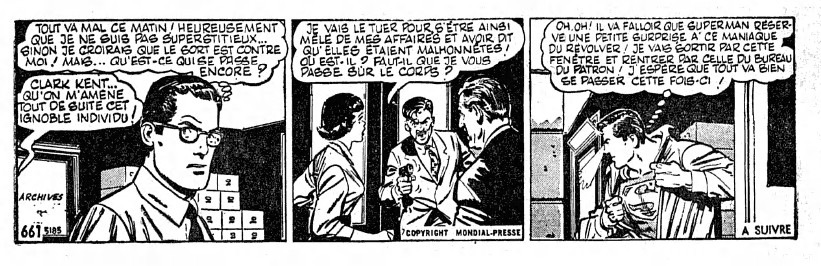 TOUT VA MAL CE MATIN! HEUREUSEMENT
QUE JE NE SUIS PAS SUPERSTITIEUX...
SINON JE CROIRAIS QUE LE SORT EST CONTRE
MOI! MAIS... QU'EST-CE QUI SE PASSE
ENCORE?
CLARK KENT...
QU'ON M'AMÈNE
TOUT DE SUITE CET
IGNOBLE INDIVIDU!
ARCHIVES
661 5185
JE VAIS LE TUER POUR S'ÊTRE AINSI
MÊLÉ DE MES AFFAIRES ET AVOIR DIT
QU'ELLES ÉTAIENT MALHONNÊTES!
OÙ EST-IL? FAUT-IL QUE JE VOUS
PASSE SUR LE CORPS?
COPYRIGHT MONDIAL-PRESSE
OH, OH! IL VA FALLOIR QUE SUPERMAN RÉSER-
VE UNE PETITE SURPRISE À CE MANIAQUE
DU REVOLVER! JE VAIS SORTIR PAR CETTE
FENÊTRE ET RENTRER PAR CELLE DU BUREAU
DU PATRON! J'ESPÈRE QUE TOUT VA BIEN
SE PASSER CETTE FOIS-CI!
A SUIVRE